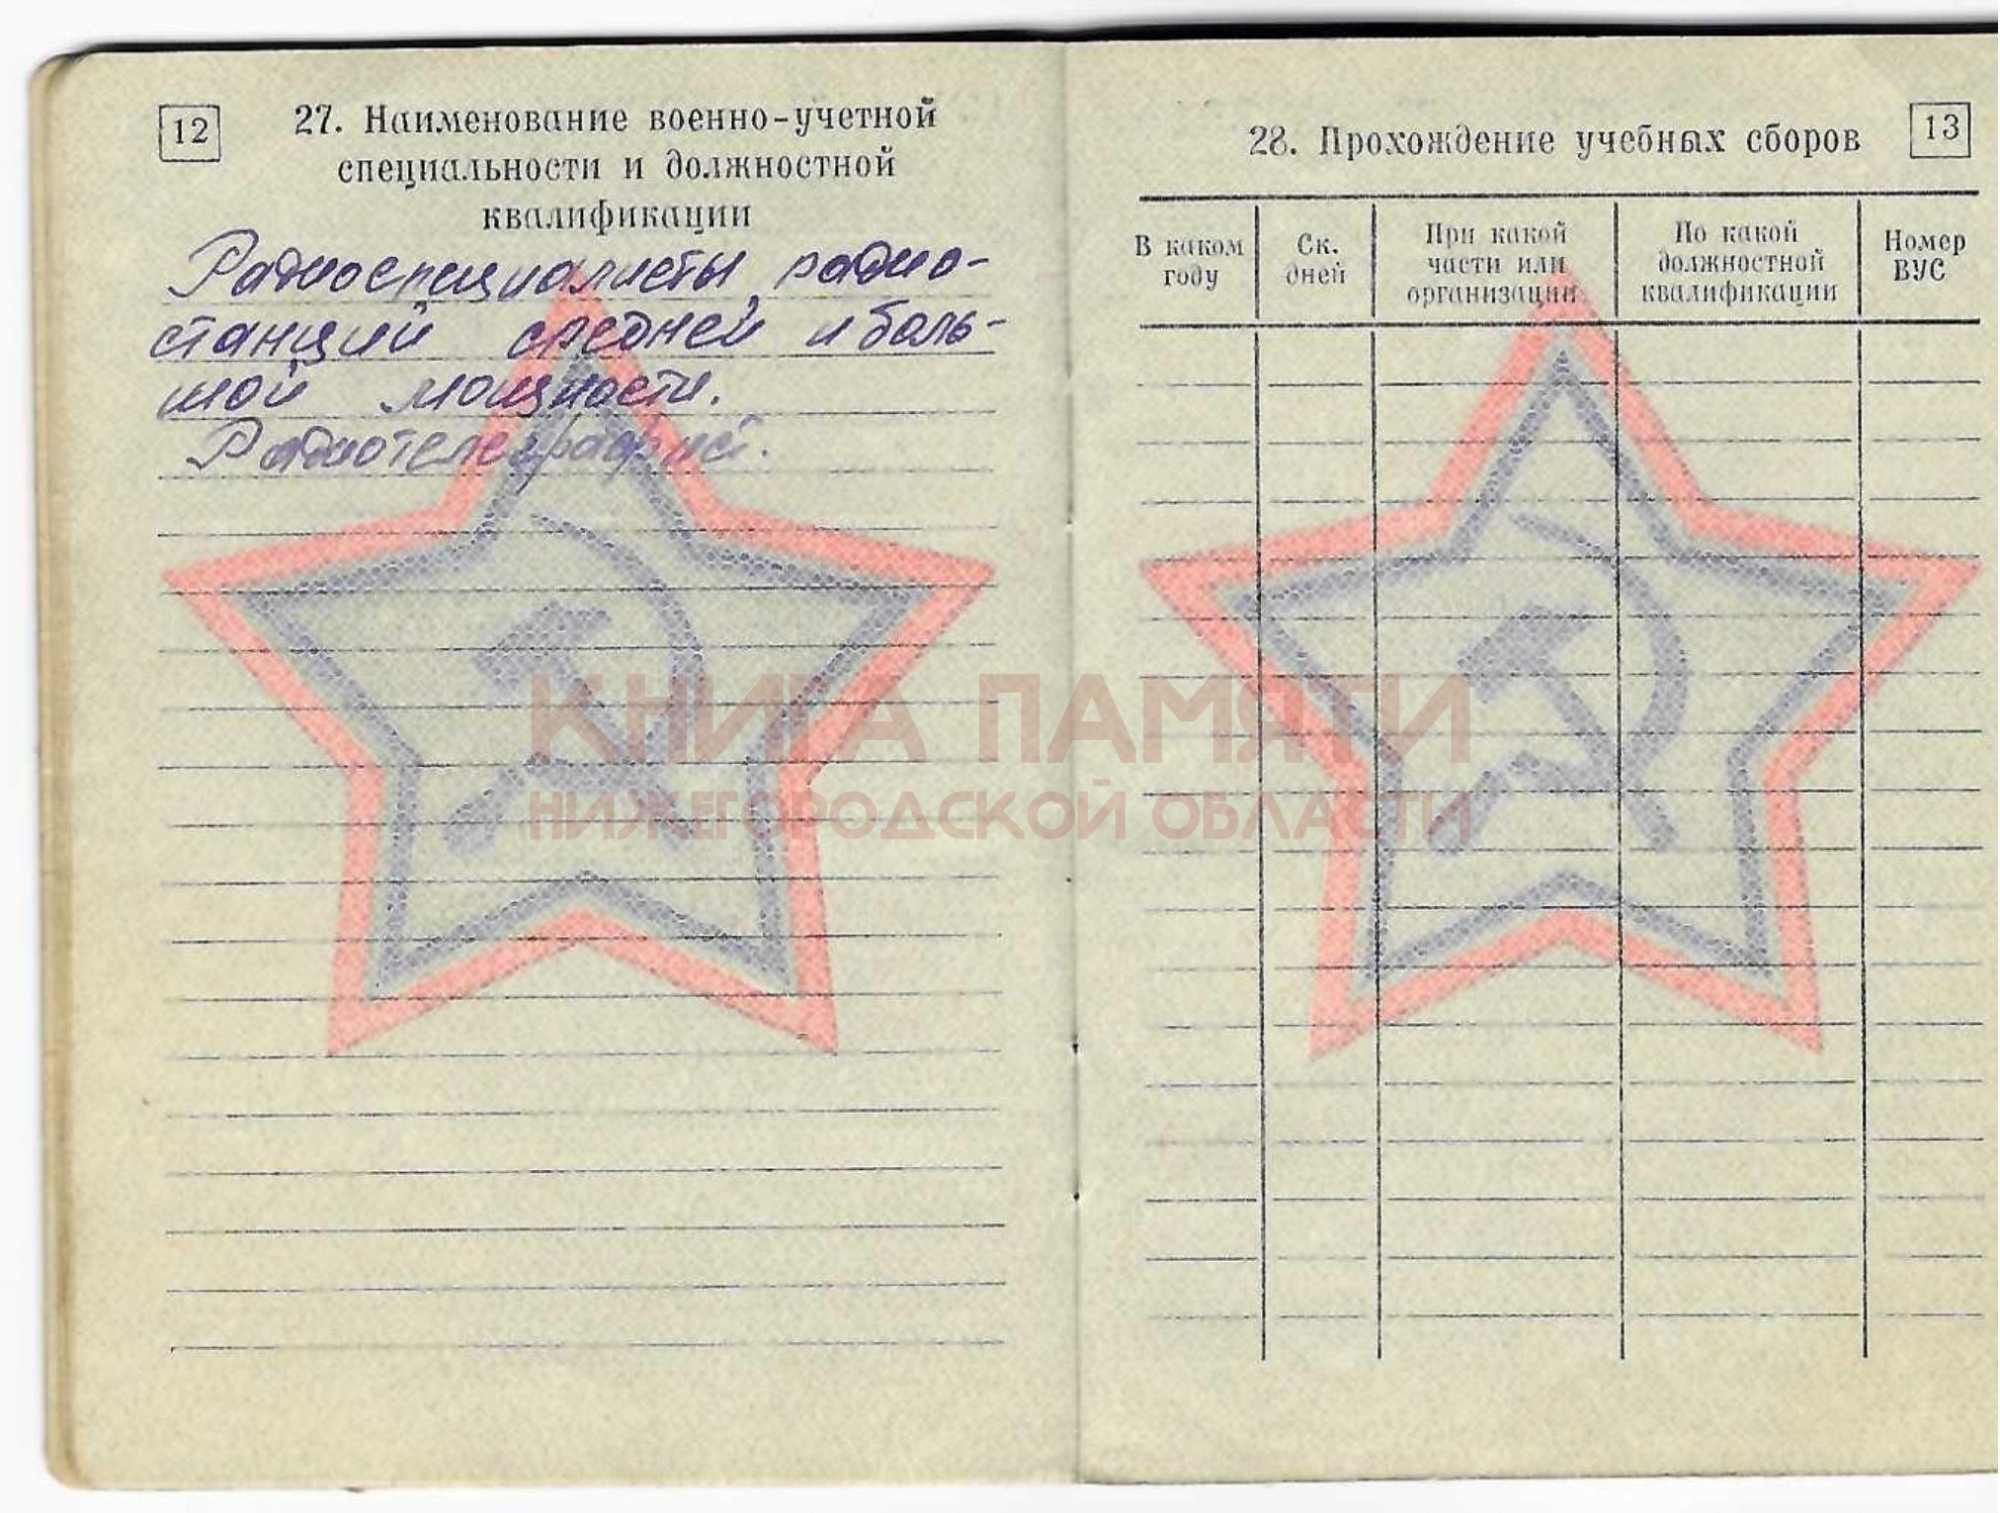 12
27. Наименование военно-учетной
специальности и должностной
квалификации
Радиоспециалисты радио-
станций средней и боль-
шой мощности.
Радиотелеграфист.
13
28. Прохождение учебных сборов
В каком
году
Ск.
дней
При какой
части или
организации
По какой
должностной
квалификации
Номер
ВУС
КНИГА ПАМЯТИ
НИЖЕГОРОДСКОЙ ОБЛАСТИ